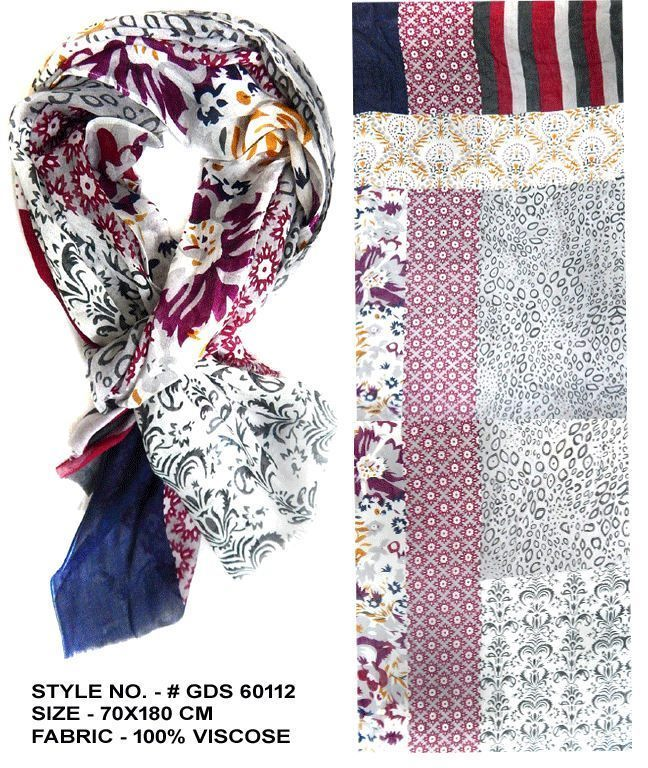 STYLE NO. - # GDS 60112
SIZE - 70X180 CM
FABRIC - 100% VISCOSE